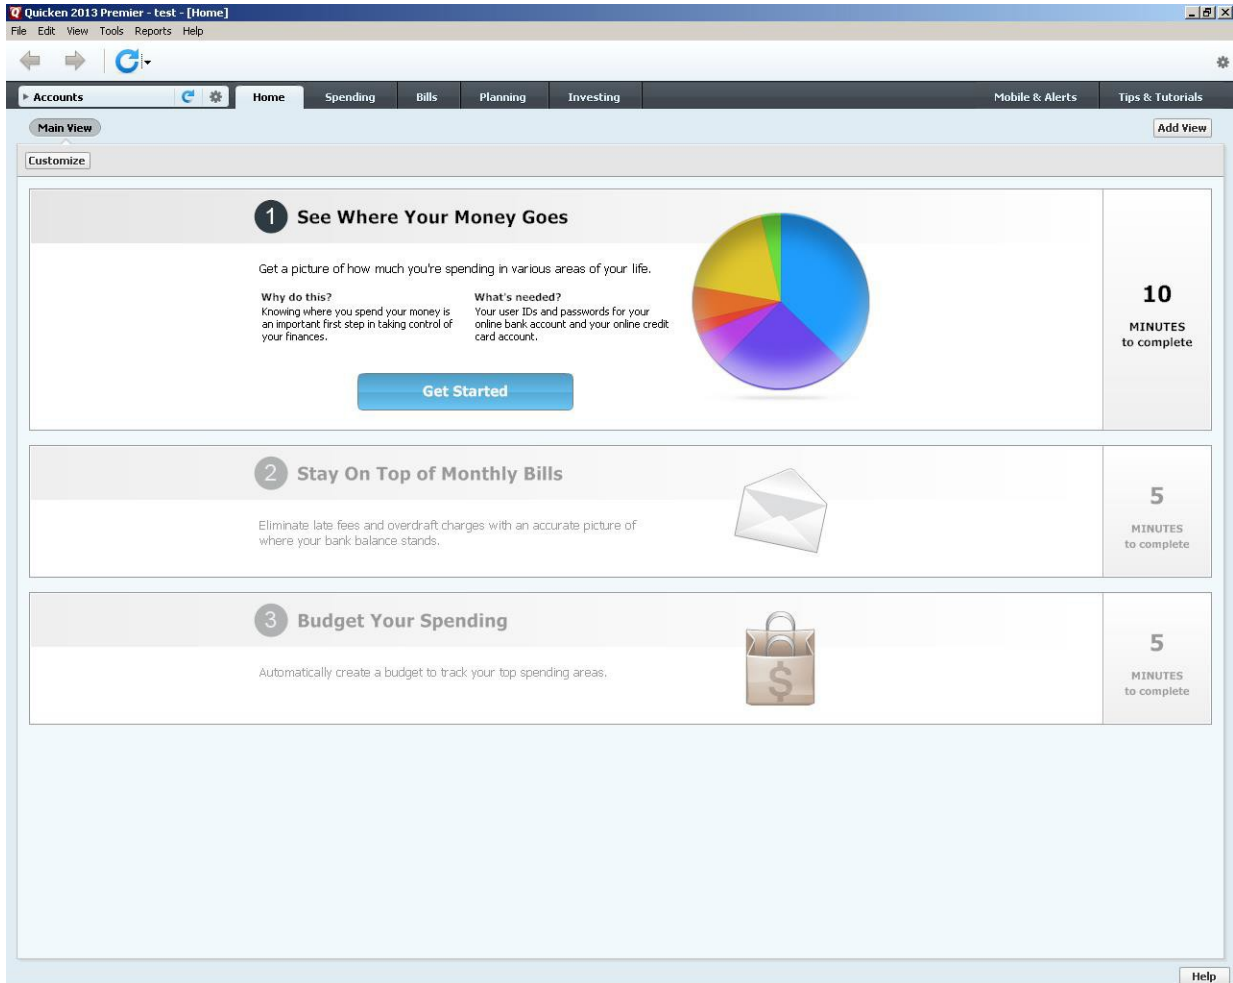 Quicken 2013 Premier - test - [Home]
File Edit View Tools Reports Help
Accounts Home Spending Bills Planning Investing Mobile & Alerts Tips & Tutorials
Main View Add View
Customize
1 See Where Your Money Goes
Get a picture of how much you're spending in various areas of your life.
Why do this?
Knowing where you spend your money is
an important first step in taking control of
your finances.
What's needed?
Your user IDs and passwords for your
online bank account and your online credit
card account.
Get Started
10
MINUTES
to complete
2 Stay On Top of Monthly Bills
Eliminate late fees and overdraft charges with an accurate picture of
where your bank balance stands.
5
MINUTES
to complete
3 Budget Your Spending
Automatically create a budget to track your top spending areas.
$
5
MINUTES
to complete
Help